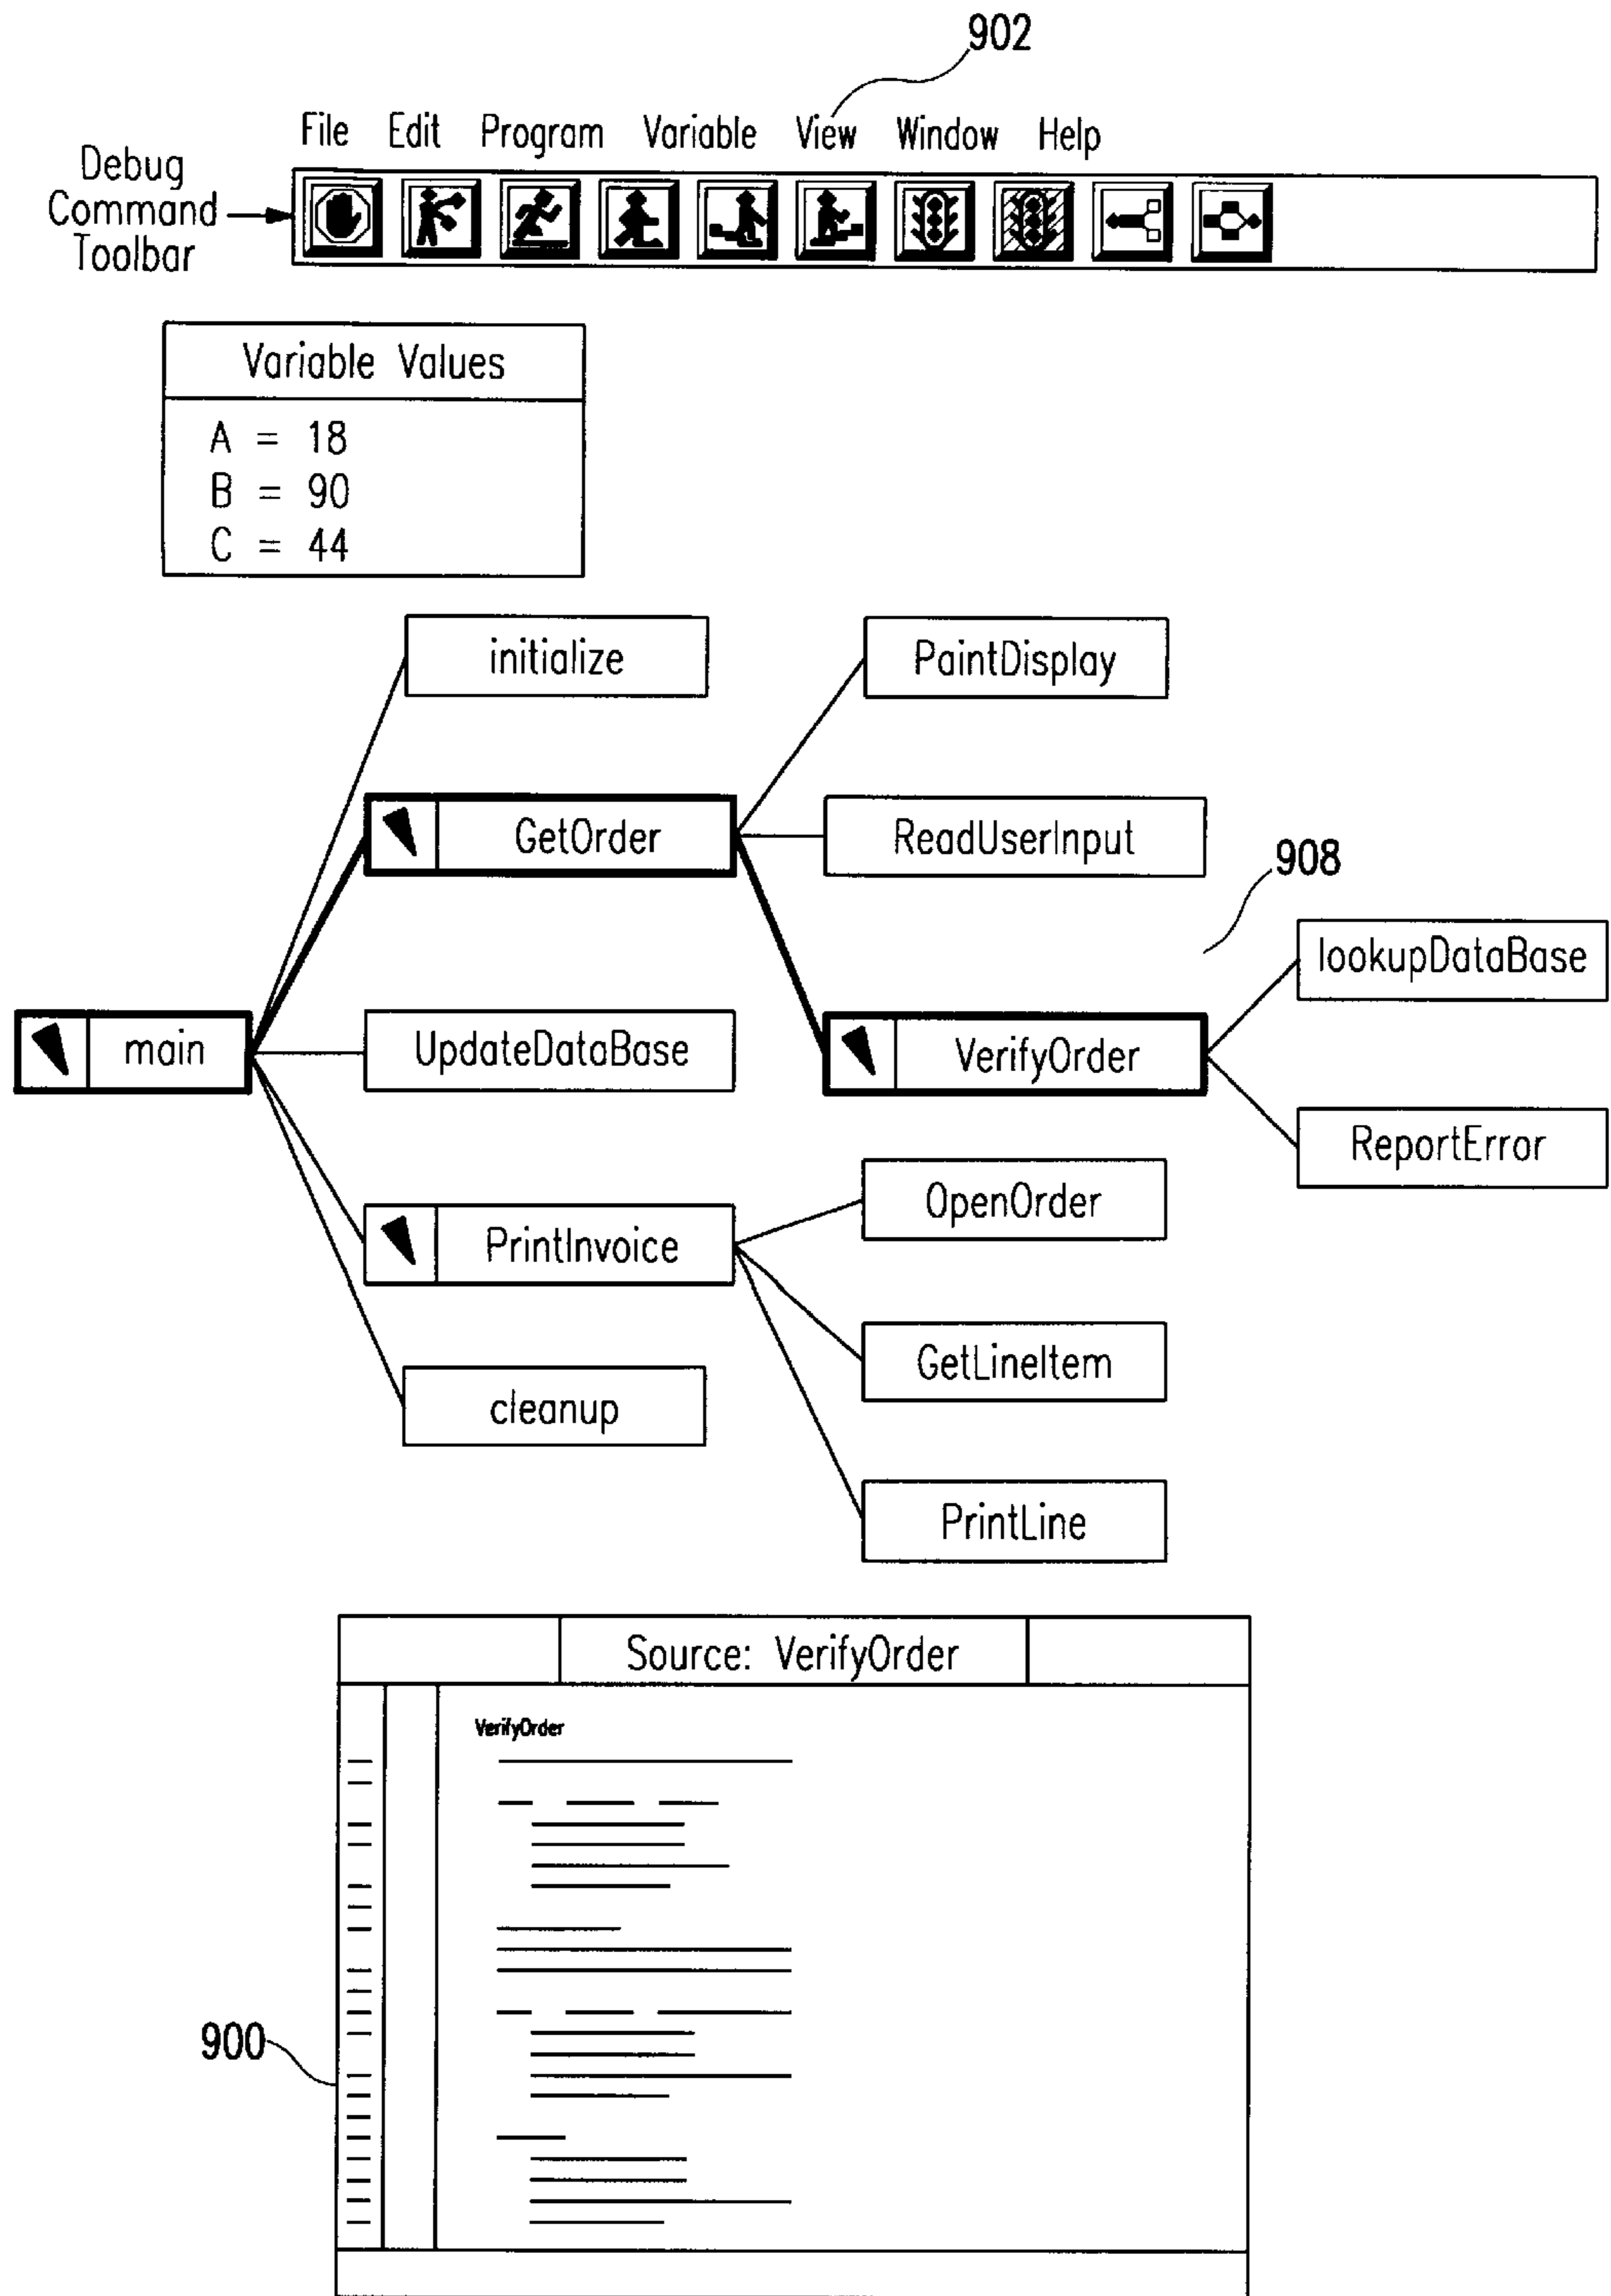 902
File Edit Program Variable View Window Help
Debug
Command
Toolbar
Variable Values
A = 18
B = 90
C = 44
initialize
PaintDisplay
GetOrder
ReadUserInput
908
lookupDataBase
main
UpdateDataBase
VerifyOrder
ReportError
OpenOrder
PrintInvoice
GetLineItem
cleanup
PrintLine
Source: VerifyOrder
VerifyOrder
900